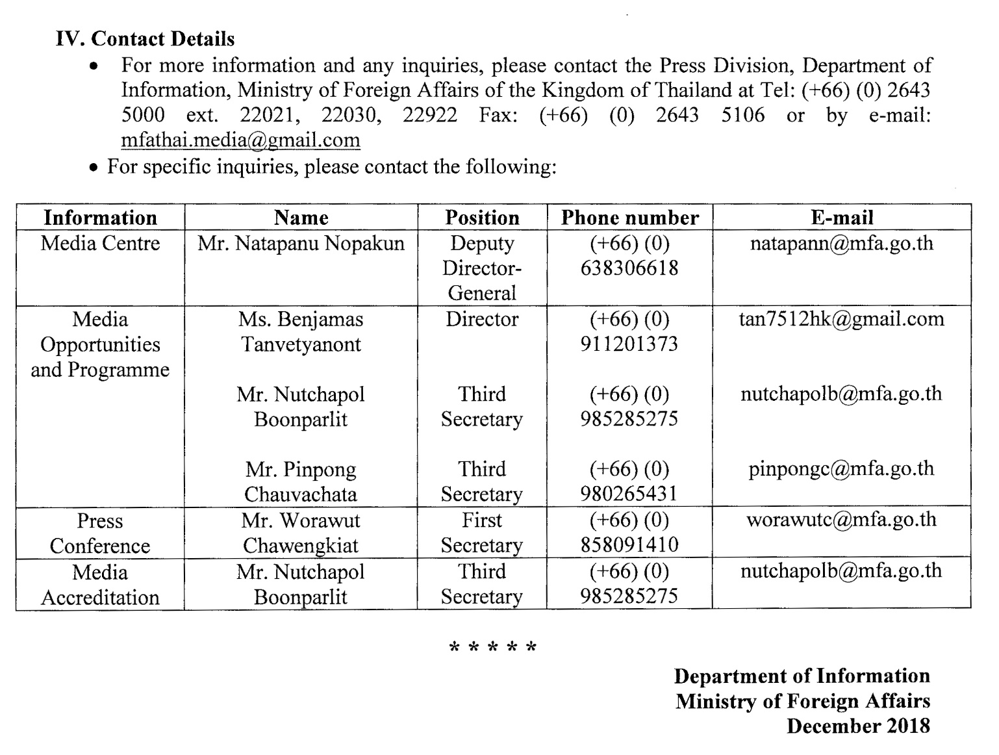 IV. Contact Details
• For more information and any inquiries, please contact the Press Division, Department of
Information, Ministry of Foreign Affairs of the Kingdom of Thailand at Tel: (+66) (0) 2643
5000 ext. 22021, 22030, 22922 Fax: (+66) (0) 2643 5106 or by e-mail:
mfathai.media@gmail.com
• For specific inquiries, please contact the following:
Information Name Position Phone number E-mail
Media Centre Mr. Natapanu Nopakun Deputy (+66) (0) natapann@mfa.go.th
Director- 638306618
General
Media Ms. Benjamas Director (+66) (0) tan7512hk@gmail.com
Opportunities Tanvetyanont 911201373
and Programme
Mr. Nutchapol Third (+66) (0) nutchapolb@mfa.go.th
Boonparlit Secretary 985285275
Mr. Pinpong Third (+66) (0) pinpongc@mfa.go.th
Chauvachata Secretary 980265431
Press Mr. Worawut First (+66) (0) worawutc@mfa.go.th
Conference Chawengkiat Secretary 858091410
Media Mr. Nutchapol Third (+66) (0) nutchapolb@mfa.go.th
Accreditation Boonparlit Secretary 985285275
* * * * *
Department of Information
Ministry of Foreign Affairs
December 2018